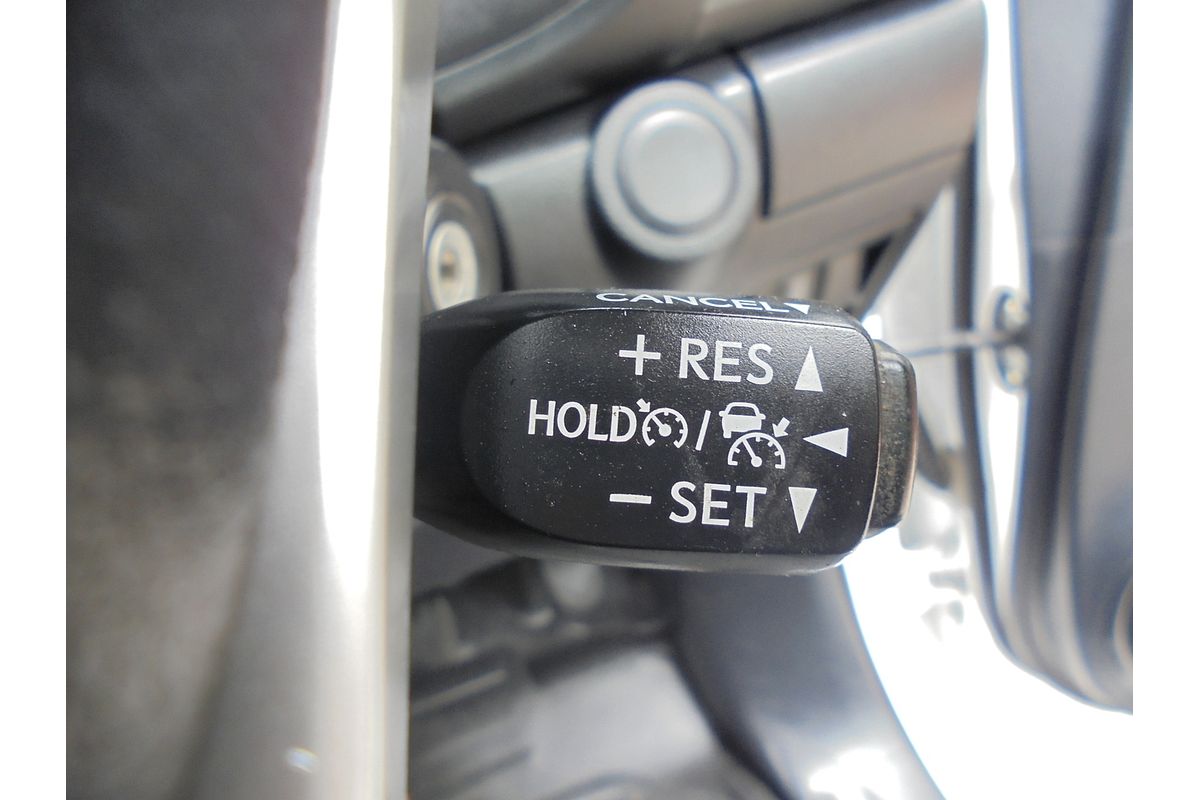 CANCEL▼
+ RES ▲
HOLD / ◀
− SET ▼